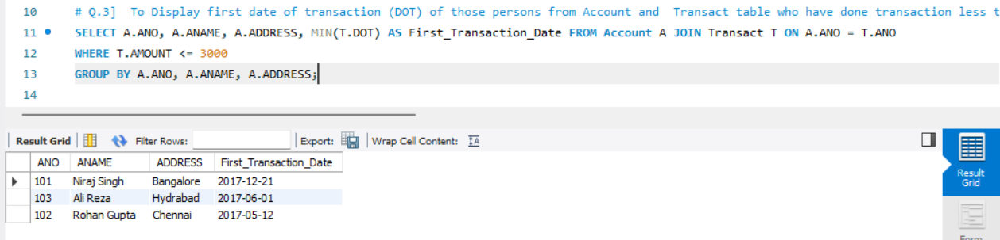 10 # Q.3] To Display first date of transaction (DOT) of those persons from Account and Transact table who have done transaction less t
11 SELECT A.ANO, A.ANAME, A.ADDRESS, MIN(T.DOT) AS First_Transaction_Date FROM Account A JOIN Transact T ON A.ANO = T.ANO
12 WHERE T.AMOUNT <= 3000
13 GROUP BY A.ANO, A.ANAME, A.ADDRESS;
14
Result Grid Filter Rows: Export: Wrap Cell Content: IA
ANO ANAME ADDRESS First_Transaction_Date
101 Niraj Singh Bangalore 2017-12-21
103 Ali Reza Hydrabad 2017-06-01
102 Rohan Gupta Chennai 2017-05-12
Result
Grid
Form